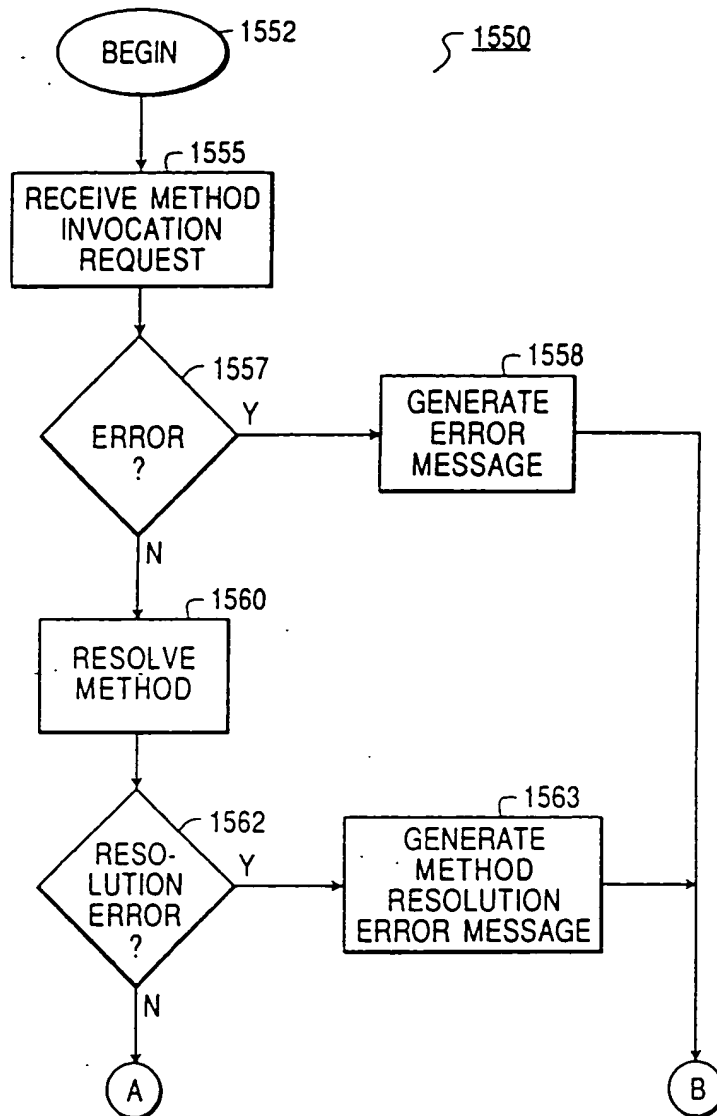 1552
BEGIN
1550
1555
RECEIVE METHOD
INVOCATION
REQUEST
1557
ERROR
?
Y
N
1558
GENERATE
ERROR
MESSAGE
1560
RESOLVE
METHOD
1562
RESO-
LUTION
ERROR
?
Y
N
1563
GENERATE
METHOD
RESOLUTION
ERROR MESSAGE
A
B